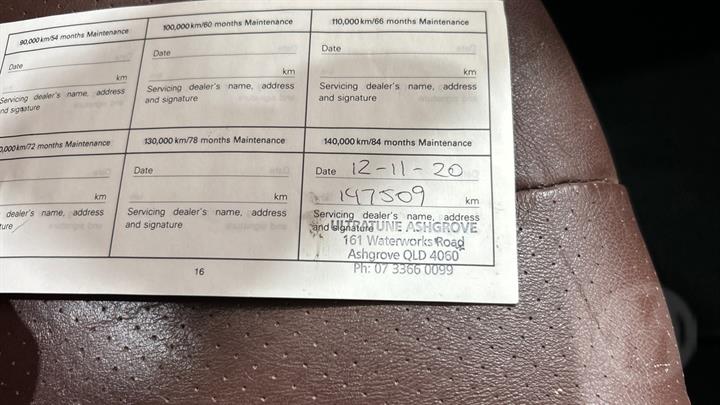 90,000 km/54 months Maintenance
Date
km
Servicing dealer's name, address
and signature
100,000 km/60 months Maintenance
Date
km
Servicing dealer's name, address
and signature
110,000 km/66 months Maintenance
Date
km
Servicing dealer's name, address
and signature
0,000 km/72 months Maintenance
km
dealer's name, address
ture
130,000 km/78 months Maintenance
Date
km
Servicing dealer's name, address
and signature
140,000 km/84 months Maintenance
Date 12-11-20
147509 km
Servicing dealer's name, address
and signature
ULTRATUNE ASHGROVE
161 Waterworks Road
Ashgrove QLD 4060
Ph: 07 3366 0099
16